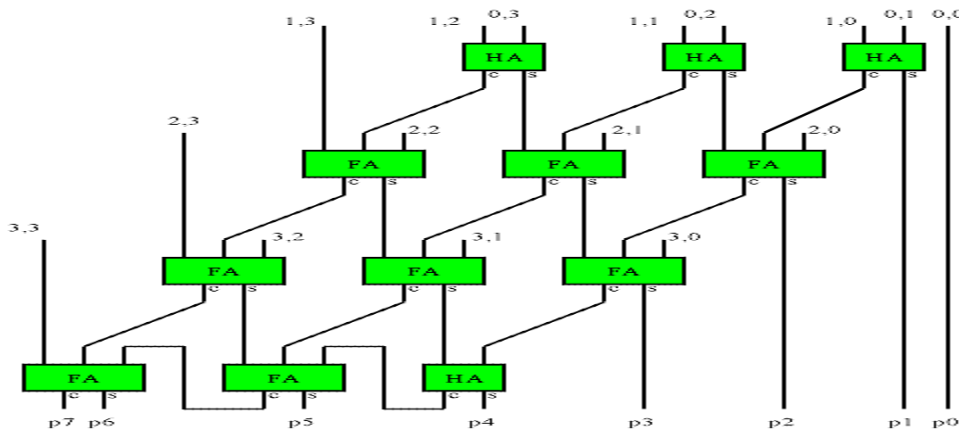 1,3 1,2 0,3 1,1 0,2 1,0 0,1 0,0
HA HA HA
c s c s c s
2,3 2,2 2,1 2,0
FA FA FA
c s c s c s
3,3 3,2 3,1 3,0
FA FA FA
c s c s c s
FA FA HA
c s c s c s
p7 p6 p5 p4 p3 p2 p1 p0